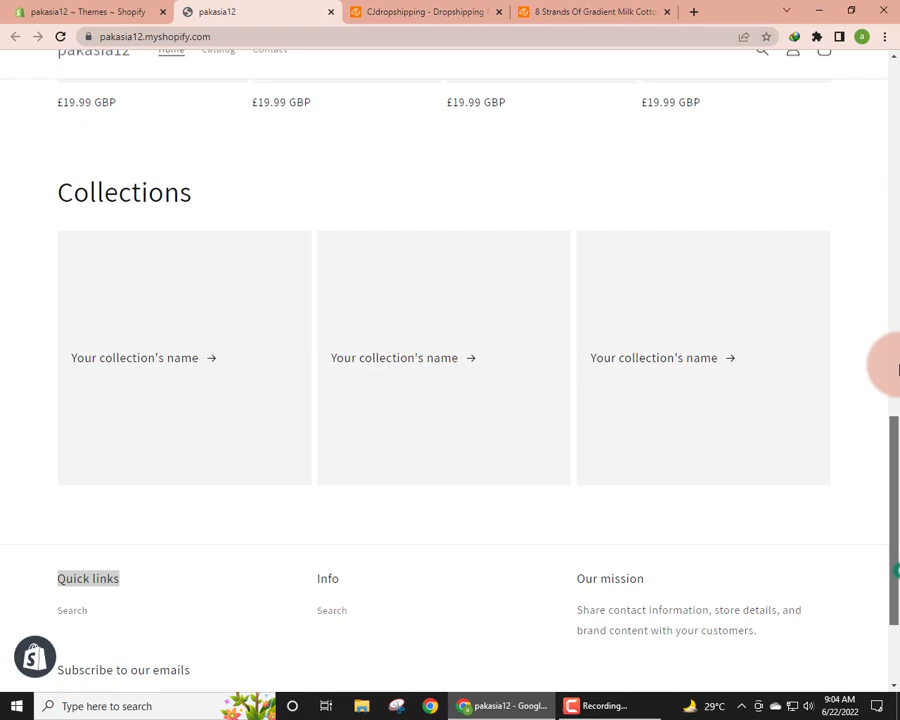 pakasia12 ~ Themes ~ Shopify
pakasia12
CJdropshipping - Dropshipping f
8 Strands Of Gradient Milk Cotto
pakasia12.myshopify.com
a
pakasia12 Home Catalog Contact
£19.99 GBP £19.99 GBP £19.99 GBP £19.99 GBP
Collections
Your collection's name → Your collection's name → Your collection's name →
Quick links
Search
Info
Search
Our mission
Share contact information, store details, and
brand content with your customers.
Subscribe to our emails
Type here to search
pakasia12 - Googl...
Recording...
29°C
9:04 AM
6/22/2022